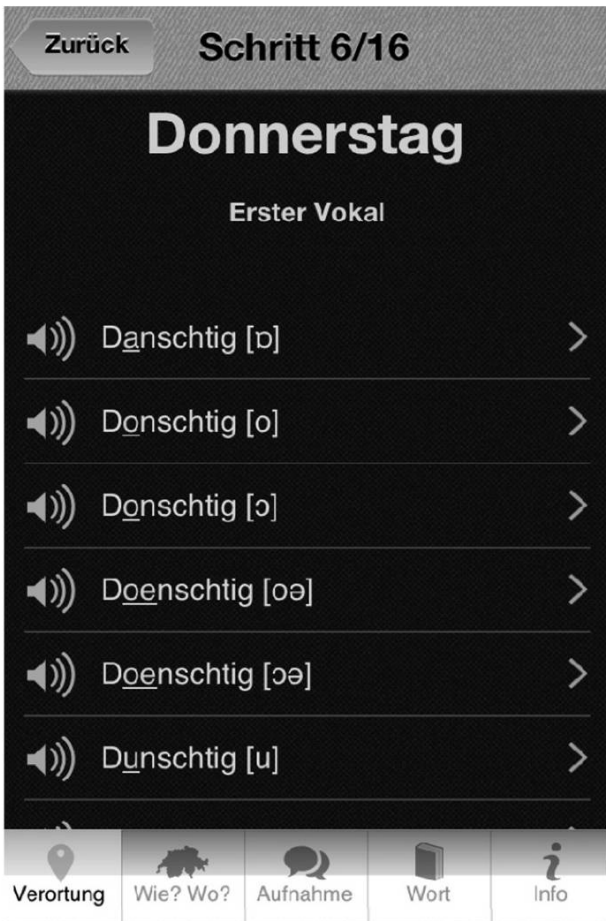 Zurück
Schritt 6/16
Donnerstag
Erster Vokal
Danschtig [ɒ]
Donschtig [o]
Donschtig [ɔ]
Doenschtig [oə]
Doenschtig [ɔə]
Dunschtig [u]
Verortung
Wie? Wo?
Aufnahme
Wort
Info